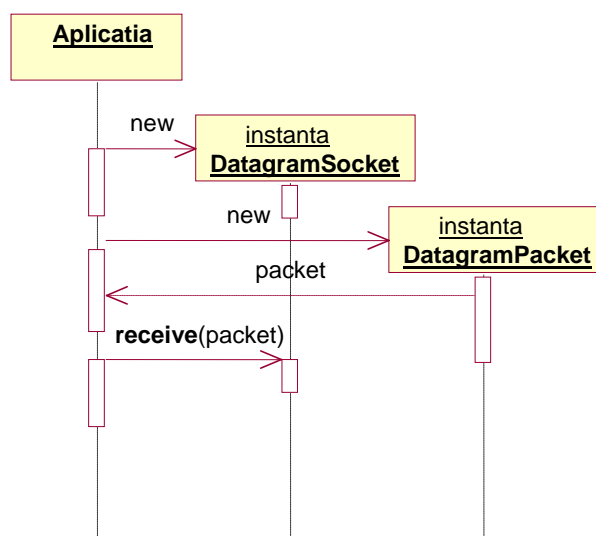 Aplicatia
new
instanta
DatagramSocket
new
instanta
DatagramPacket
packet
receive(packet)